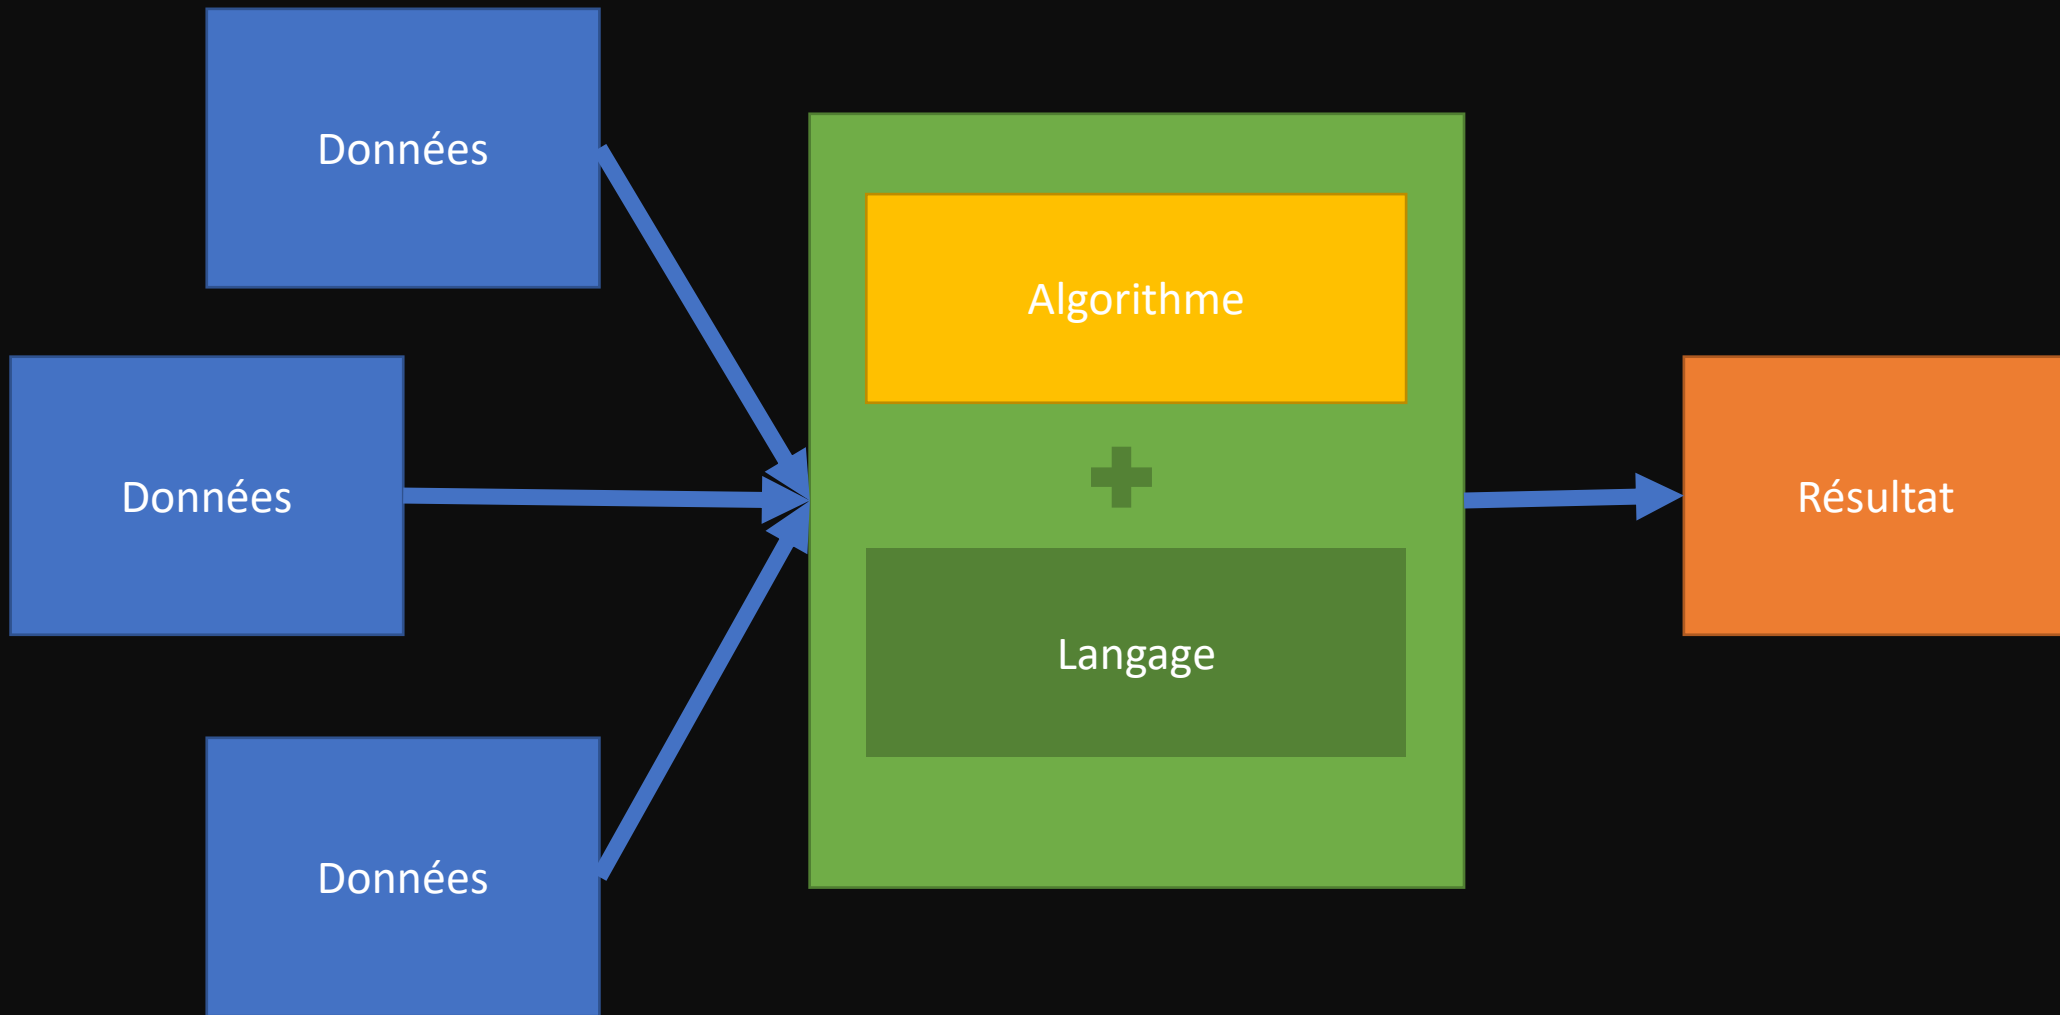 Données
Données
Données
Algorithme
Langage
Résultat